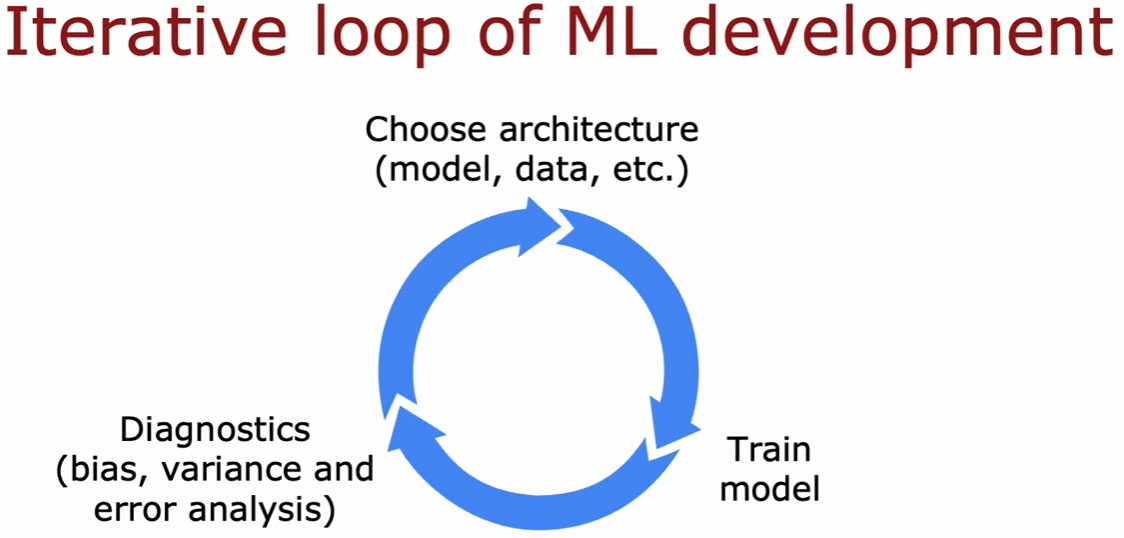 Iterative loop of ML development
Choose architecture
(model, data, etc.)
Diagnostics
(bias, variance and
error analysis)
Train
model